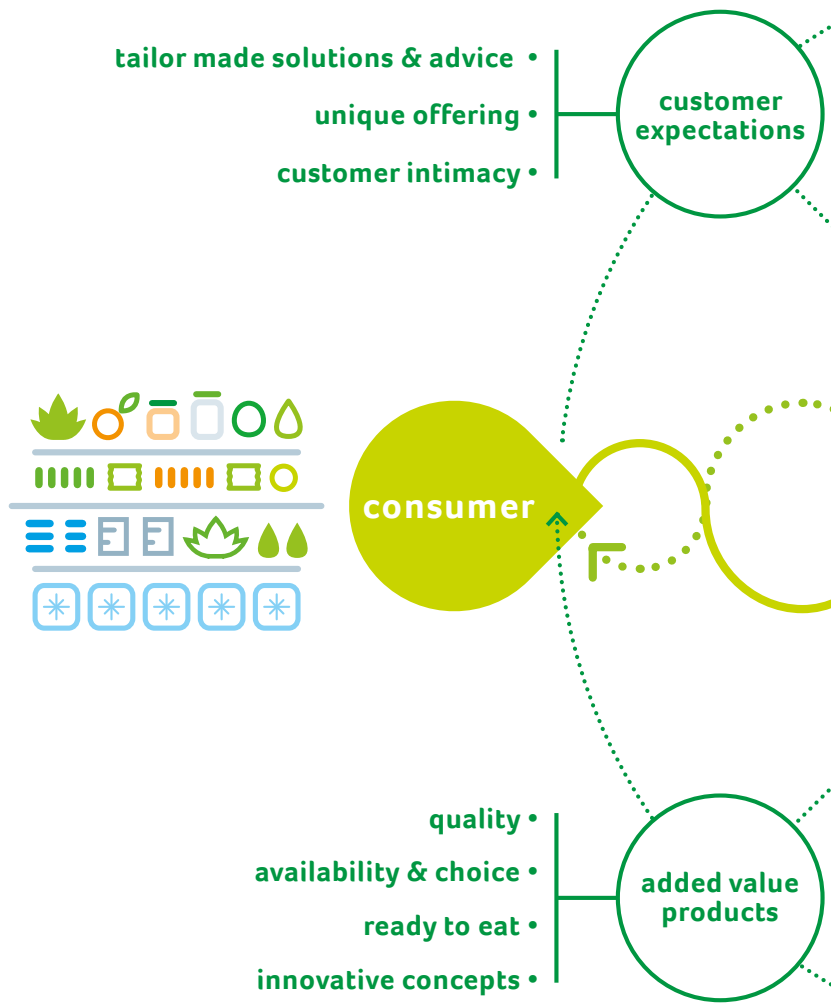 tailor made solutions & advice •
unique offering •
customer intimacy •
customer
expectations
consumer
quality •
availability & choice •
ready to eat •
innovative concepts •
added value
products